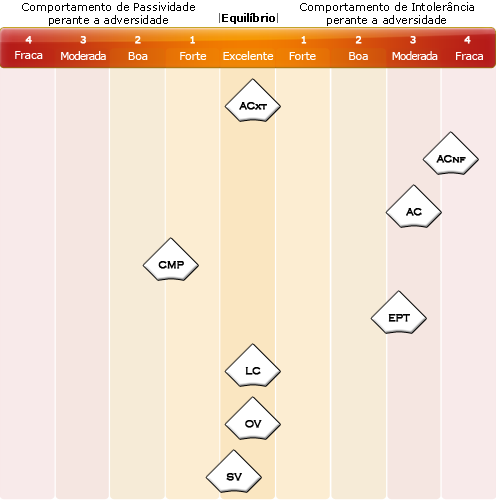 Comportamento de Passividade
perante a adversidade
|Equilíbrio|
Comportamento de Intolerância
perante a adversidade
4 3 2 1 1 2 3 4
Fraca Moderada Boa Forte Excelente Forte Boa Moderada Fraca
ACXT
ACNF
AC
CMP
EPT
LC
OV
SV